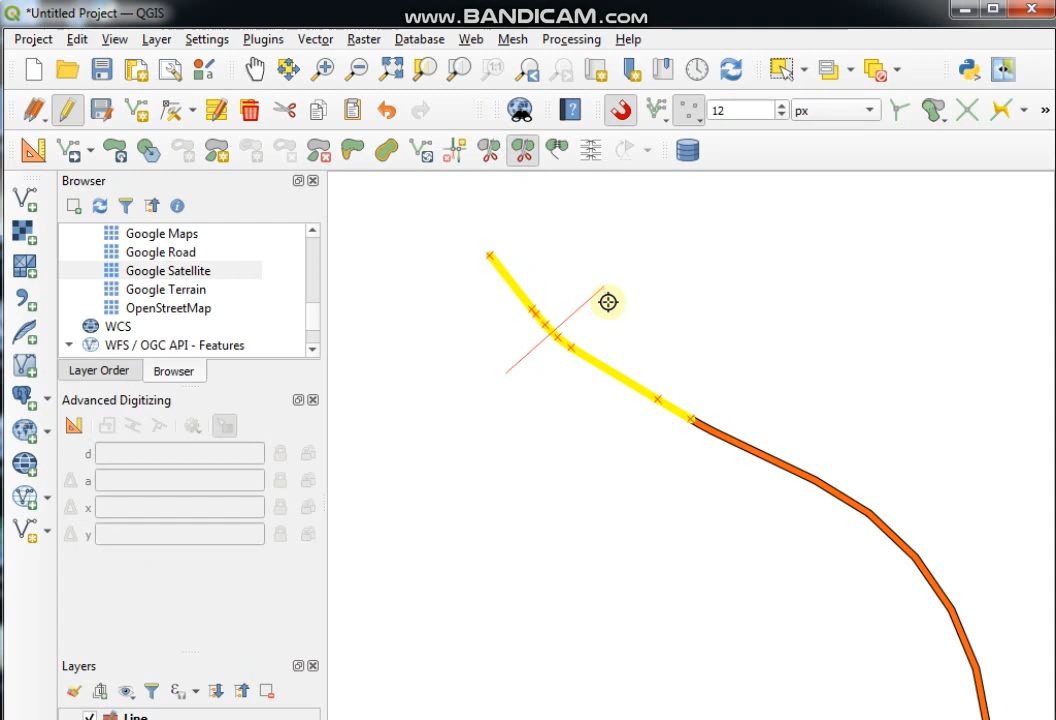 www.BANDICAM.com
*Untitled Project — QGIS
Project Edit View Layer Settings Plugins Vector Raster Database Web Mesh Processing Help
1:1
12 px »
Browser
Google Maps
Google Road
Google Satellite
Google Terrain
OpenStreetMap
WCS
WFS / OGC API - Features
Layer Order Browser
Advanced Digitizing
d
a
x
y
Layers
Line